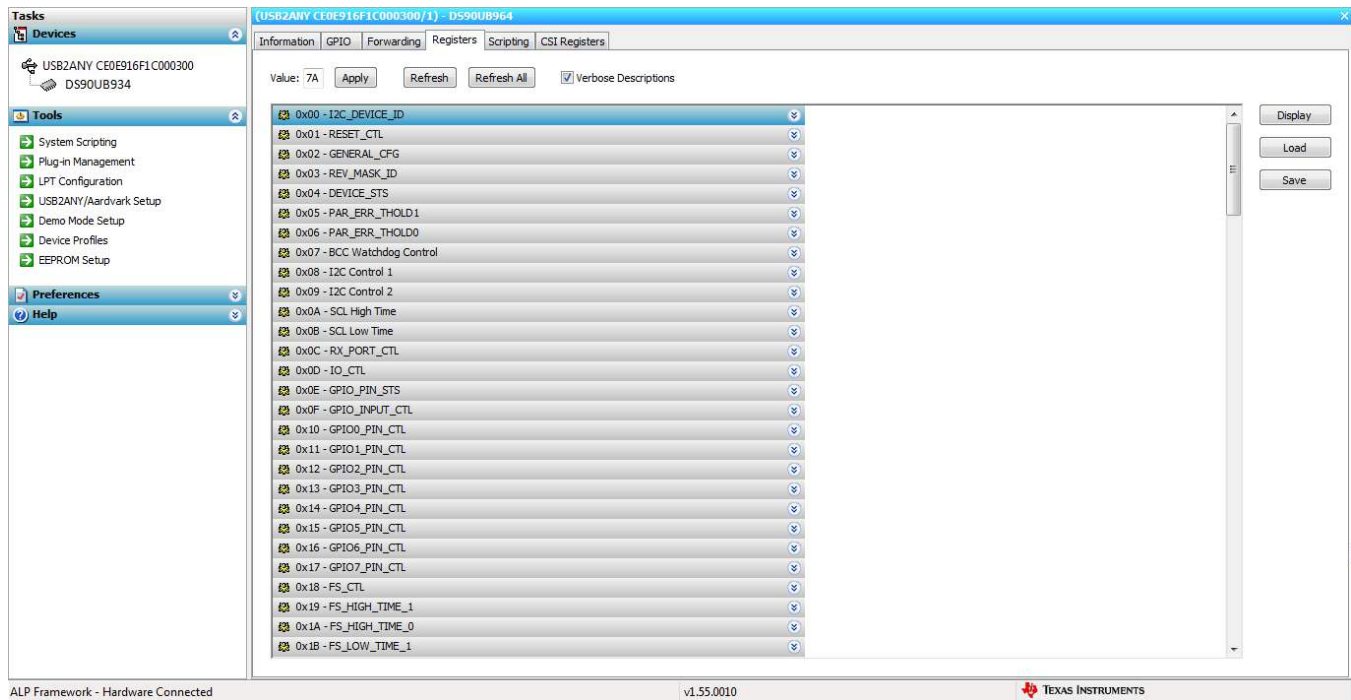 Tasks
Devices
USB2ANY CE0E916F1C000300
DS90UB934
Tools
System Scripting
Plug-in Management
LPT Configuration
USB2ANY/Aardvark Setup
Demo Mode Setup
Device Profiles
EEPROM Setup
Preferences
Help
(USB2ANY CE0E916F1C000300/1) - DS90UB964
Information GPIO Forwarding Registers Scripting CSI Registers
Value: 7A Apply Refresh Refresh All Verbose Descriptions
0x00 - I2C_DEVICE_ID
0x01 - RESET_CTL
0x02 - GENERAL_CFG
0x03 - REV_MASK_ID
0x04 - DEVICE_STS
0x05 - PAR_ERR_THOLD1
0x06 - PAR_ERR_THOLD0
0x07 - BCC Watchdog Control
0x08 - I2C Control 1
0x09 - I2C Control 2
0x0A - SCL High Time
0x0B - SCL Low Time
0x0C - RX_PORT_CTL
0x0D - IO_CTL
0x0E - GPIO_PIN_STS
0x0F - GPIO_INPUT_CTL
0x10 - GPIO0_PIN_CTL
0x11 - GPIO1_PIN_CTL
0x12 - GPIO2_PIN_CTL
0x13 - GPIO3_PIN_CTL
0x14 - GPIO4_PIN_CTL
0x15 - GPIO5_PIN_CTL
0x16 - GPIO6_PIN_CTL
0x17 - GPIO7_PIN_CTL
0x18 - FS_CTL
0x19 - FS_HIGH_TIME_1
0x1A - FS_HIGH_TIME_0
0x1B - FS_LOW_TIME_1
Display
Load
Save
ALP Framework - Hardware Connected v1.55.0010 TEXAS INSTRUMENTS